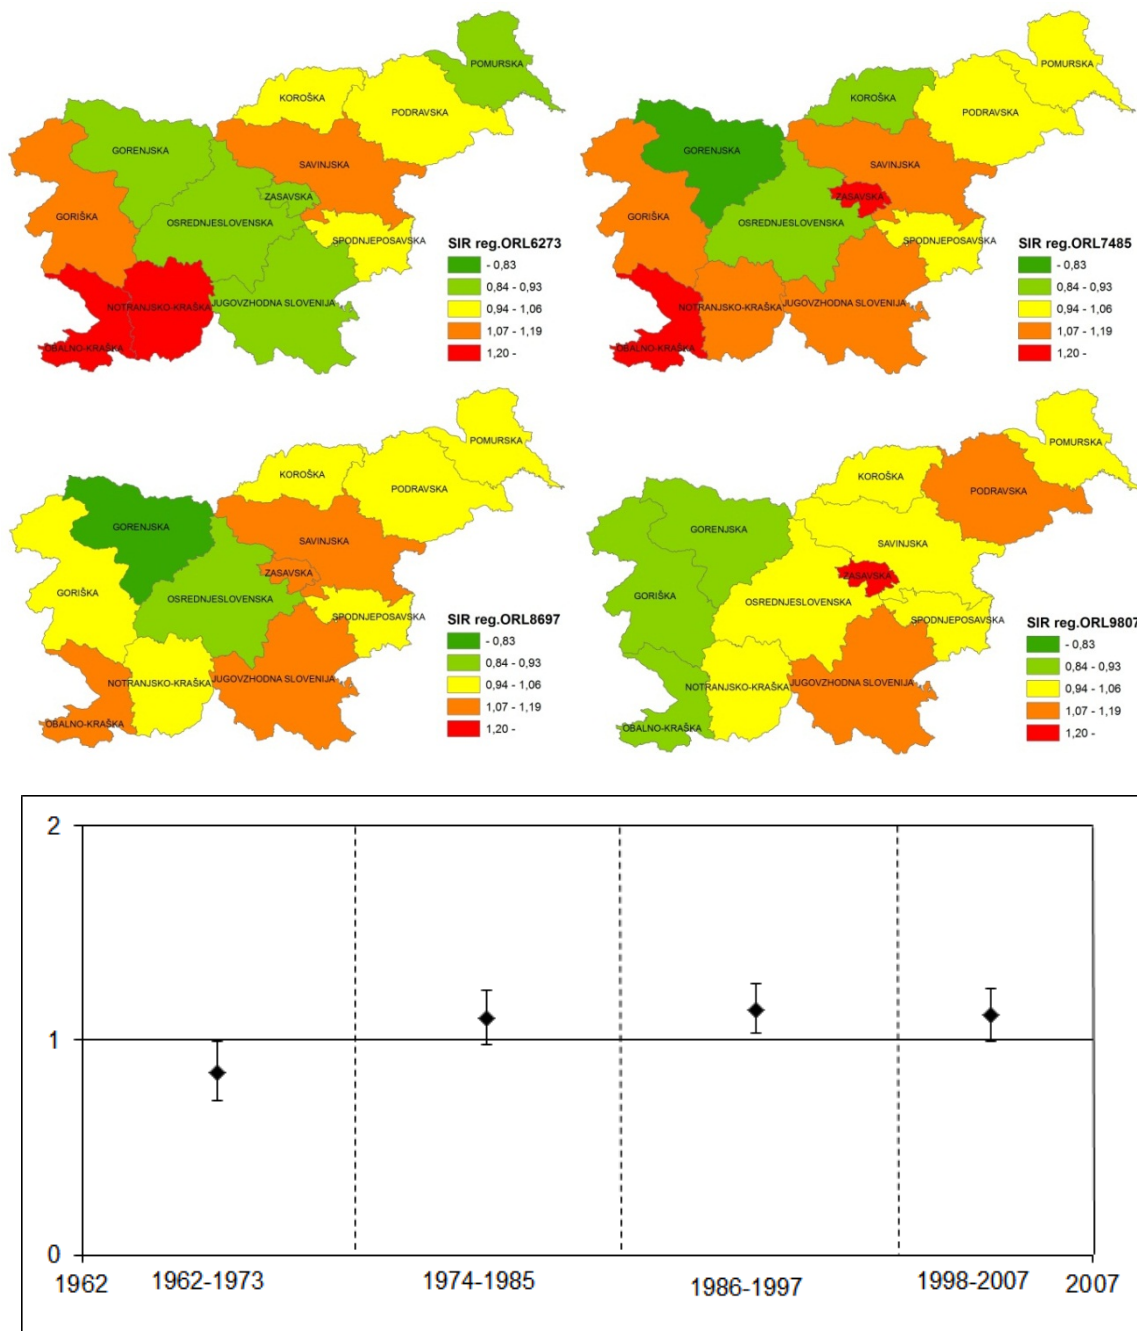 POMURSKA
KOROŠKA
PODRAVSKA
GORENJSKA
SAVINJSKA
ZASAVSKA
GORIŠKA
OSREDNJESLOVENSKA
SPODNJEPOSAVSKA
NOTRANJSKO-KRAŠKA
JUGOVZHODNA SLOVENIJA
OBALNO-KRAŠKA
SIR reg.ORL6273
- 0,83
0,84 - 0,93
0,94 - 1,06
1,07 - 1,19
1,20 -
POMURSKA
KOROŠKA
PODRAVSKA
GORENJSKA
SAVINJSKA
ZASAVSKA
GORIŠKA
OSREDNJESLOVENSKA
SPODNJEPOSAVSKA
NOTRANJSKO-KRAŠKA
JUGOVZHODNA SLOVENIJA
OBALNO-KRAŠKA
SIR reg.ORL7485
- 0,83
0,84 - 0,93
0,94 - 1,06
1,07 - 1,19
1,20 -
POMURSKA
KOROŠKA
PODRAVSKA
GORENJSKA
SAVINJSKA
ZASAVSKA
GORIŠKA
OSREDNJESLOVENSKA
SPODNJEPOSAVSKA
NOTRANJSKO-KRAŠKA
JUGOVZHODNA SLOVENIJA
OBALNO-KRAŠKA
SIR reg.ORL8697
- 0,83
0,84 - 0,93
0,94 - 1,06
1,07 - 1,19
1,20 -
POMURSKA
KOROŠKA
PODRAVSKA
GORENJSKA
SAVINJSKA
ZASAVSKA
GORIŠKA
OSREDNJESLOVENSKA
SPODNJEPOSAVSKA
NOTRANJSKO-KRAŠKA
JUGOVZHODNA SLOVENIJA
OBALNO-KRAŠKA
SIR reg.ORL9807
- 0,83
0,84 - 0,93
0,94 - 1,06
1,07 - 1,19
1,20 -
2
1
0
1962 1962-1973 1974-1985 1986-1997 1998-2007 2007